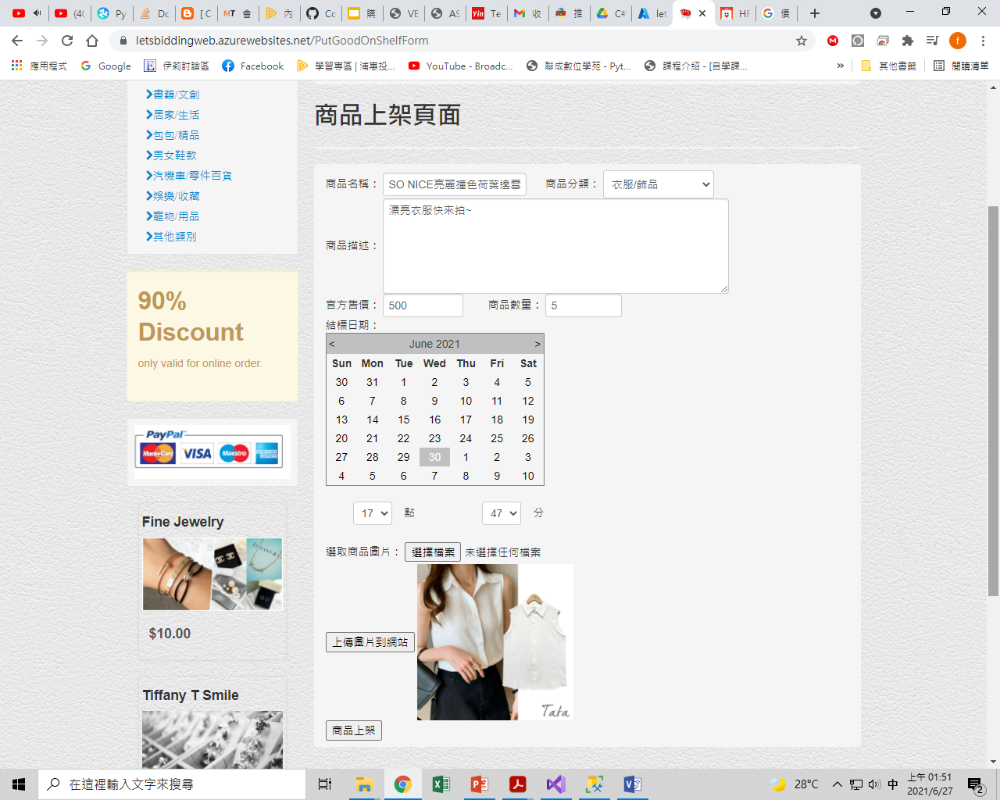 (4(
Py
Dc
[ C
會
內
Cc
購
VE
AS
Te
收
推
C#
let
HF
價
letsbiddingweb.azurewebsites.net/PutGoodOnShelfForm
應用程式
Google
伊莉討論區
Facebook
學習專區 | 浦惠投...
YouTube - Broadc...
聯成數位學苑 - Pyt...
課程介紹 - [自學課...
»
其他書籤
閱讀清單
書籍/文創
居家/生活
包包/精品
男女鞋款
汽機車/零件百貨
娛樂/收藏
寵物/用品
其他類別
90% 
Discount
only valid for online order.
PayPal
MasterCard VISA Maestro
Fine Jewelry
$10.00
Tiffany T Smile
商品上架頁面
商品名稱： SO NICE亮麗撞色荷葉邊雲 商品分類： 衣服/飾品
商品描述： 漂亮衣服快來拍~
官方售價： 500 商品數量： 5
結標日期：
< June 2021 >
Sun Mon Tue Wed Thu Fri Sat
30 31 1 2 3 4 5
6 7 8 9 10 11 12
13 14 15 16 17 18 19
20 21 22 23 24 25 26
27 28 29 30 1 2 3
4 5 6 7 8 9 10
17 點 47 分
選取商品圖片： 選擇檔案 未選擇任何檔案
上傳圖片到網站
Tata
商品上架
在這裡輸入文字來搜尋
28°C
中
上午 01:51
2021/6/27
2